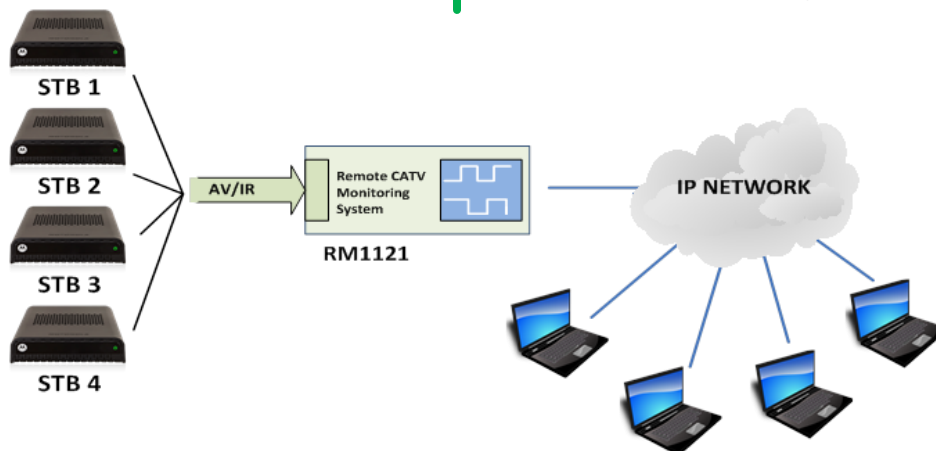 STB 1
STB 2
STB 3
STB 4
AV/IR
Remote CATV
Monitoring
System
RM1121
IP NETWORK